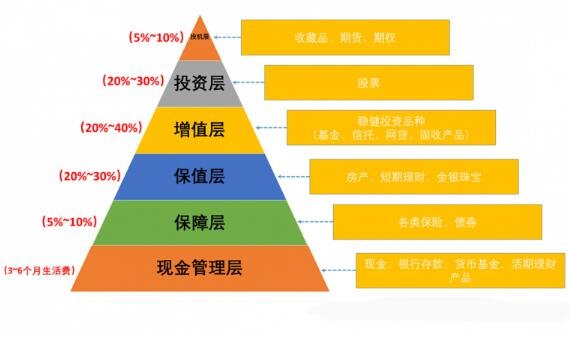 (5%~10%)
投机层
收藏品、期货、期权
(20%~30%)
投资层
股票
(20%~40%)
增值层
稳健投资品种
(基金、信托、网贷、固收产品)
(20%~30%)
保值层
房产、短期理财、金银珠宝
(5%~10%)
保障层
各类保险、债券
(3~6个月生活费)
现金管理层
现金、银行存款、货币基金、活期理财
产品